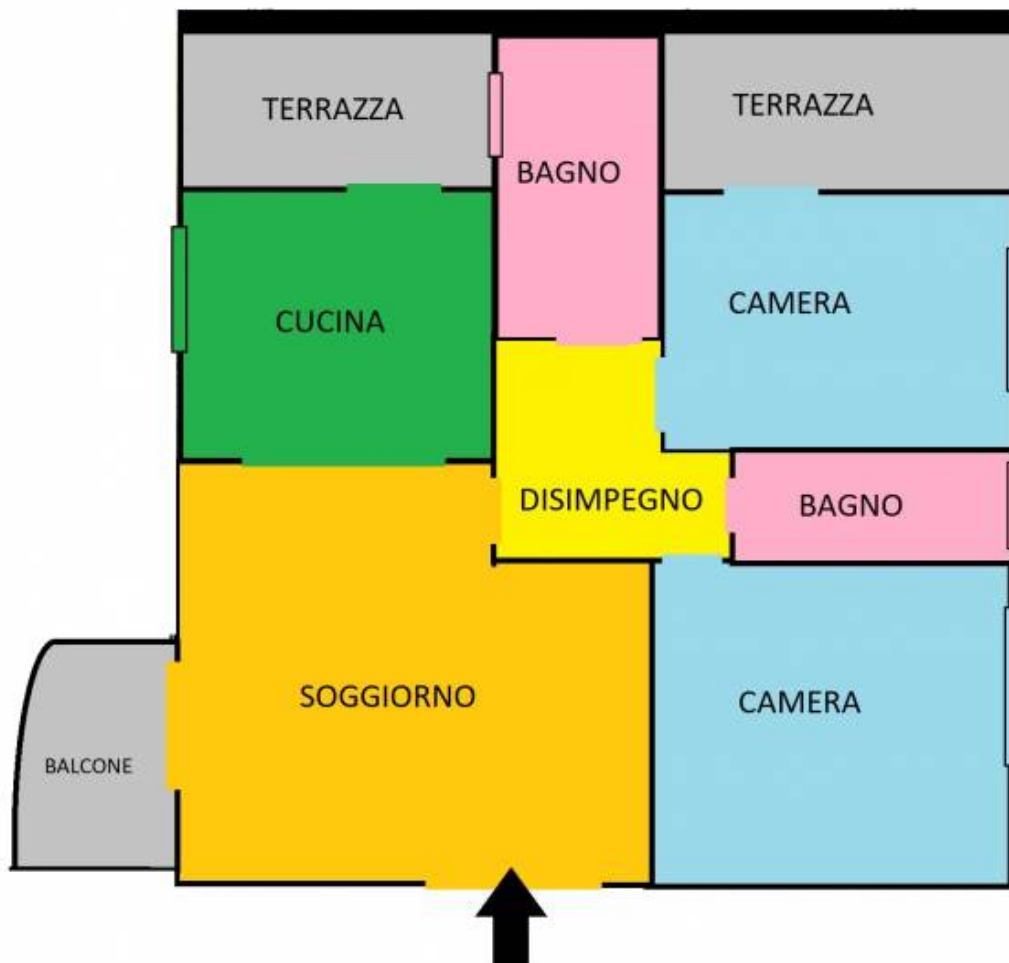 TERRAZZA
TERRAZZA
BAGNO
CAMERA
CUCINA
DISIMPEGNO
BAGNO
SOGGIORNO
CAMERA
BALCONE